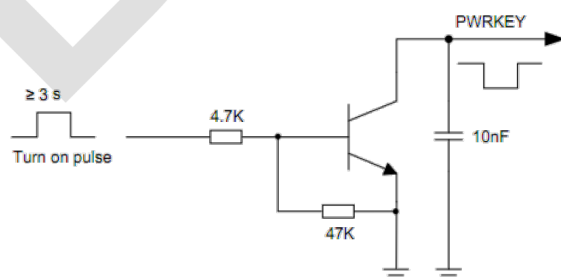 PWRKEY
≥ 3 s
4.7K
Turn on pulse
10nF
47K